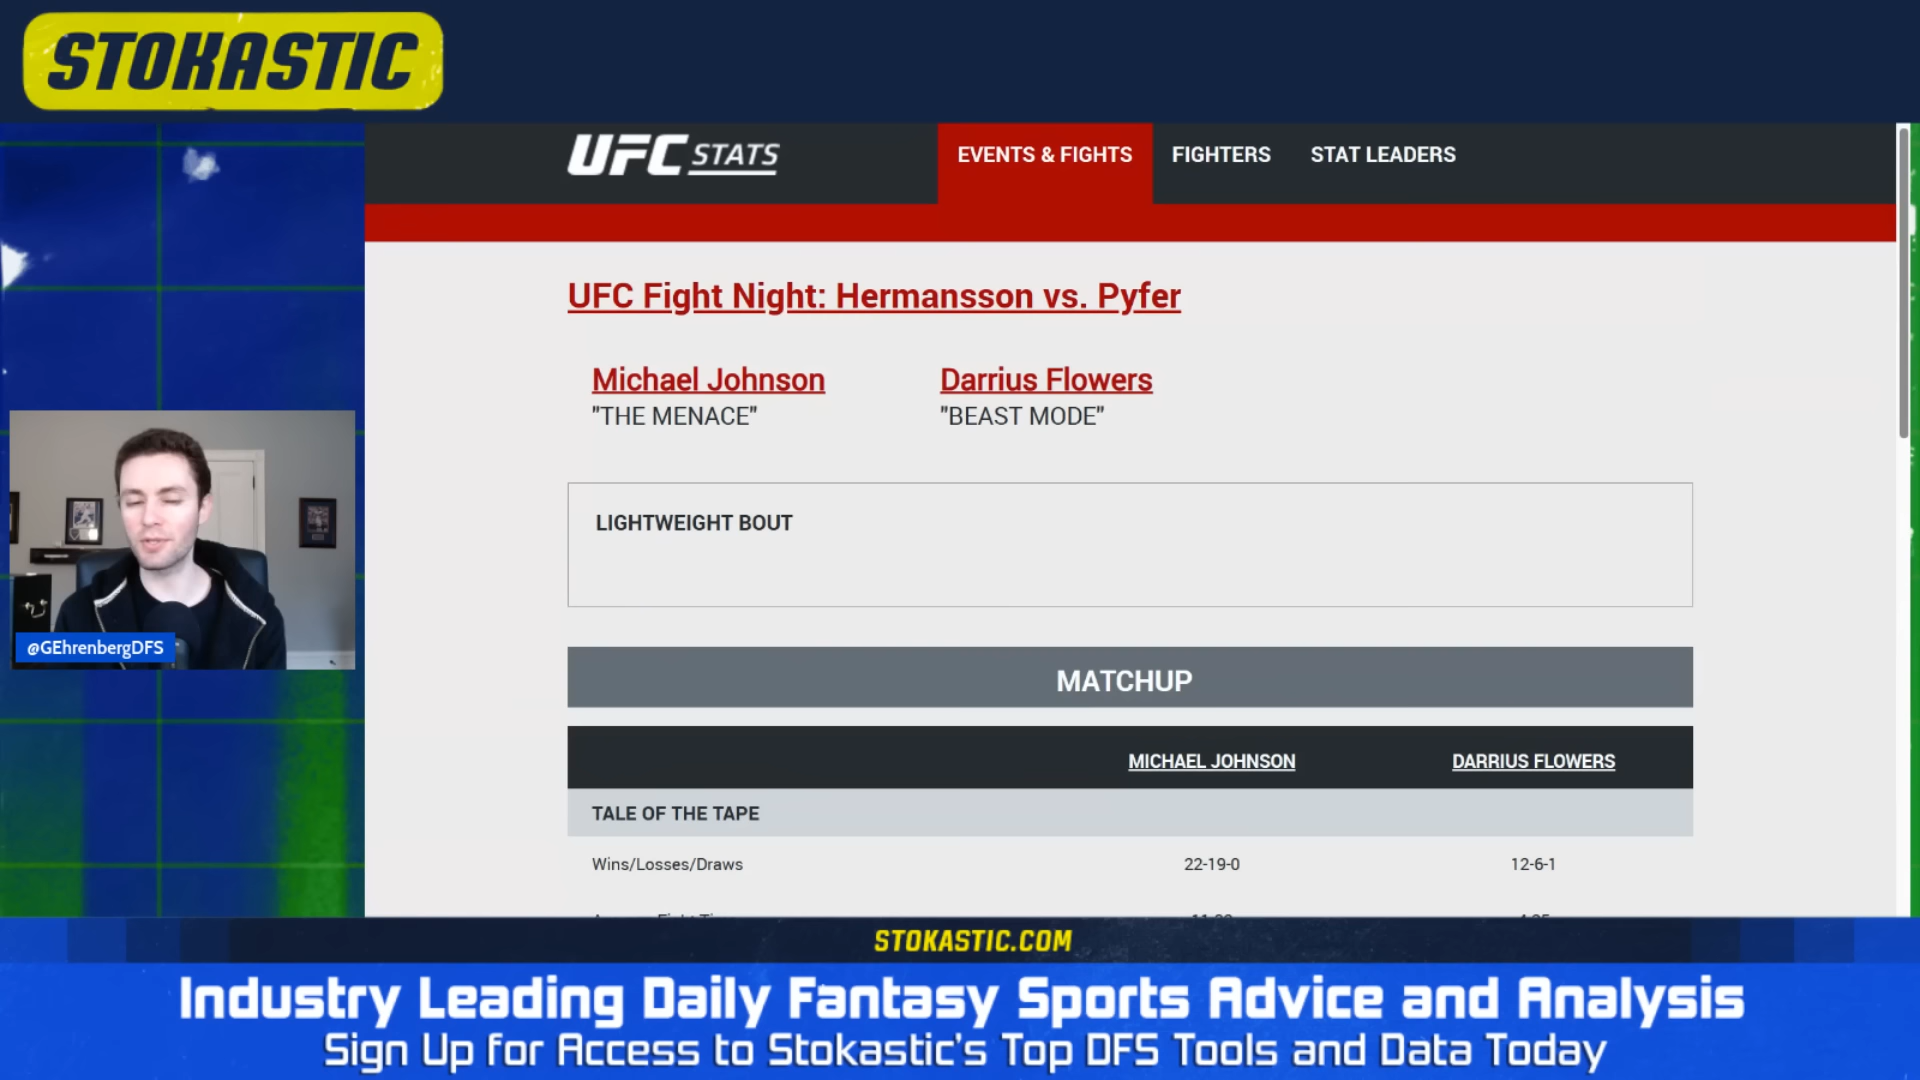 STOKASTIC
UFC STATS
EVENTS & FIGHTS
FIGHTERS
STAT LEADERS
UFC Fight Night: Hermansson vs. Pyfer
Michael Johnson
Darrius Flowers
"THE MENACE"
"BEAST MODE"
LIGHTWEIGHT BOUT
MATCHUP
MICHAEL JOHNSON
DARRIUS FLOWERS
TALE OF THE TAPE
Wins/Losses/Draws
22-19-0
12-6-1
@GEhrenbergDFS
STOKASTIC.COM
Industry Leading Daily Fantasy Sports Advice and Analysis
Sign Up for Access to Stokastic's Top DFS Tools and Data Today